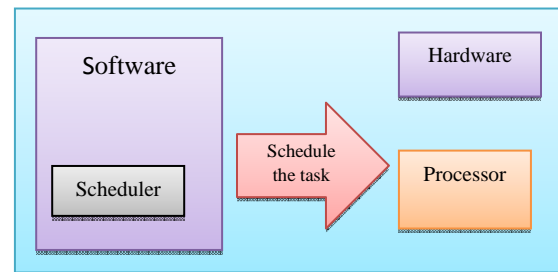 Software
Hardware
Schedule
the task
Scheduler
Processor